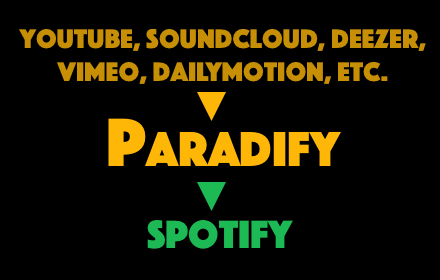 YOUTUBE, SOUNDCLOUD, DEEZER,
VIMEO, DAILYMOTION, ETC.
PARADIFY
SPOTIFY